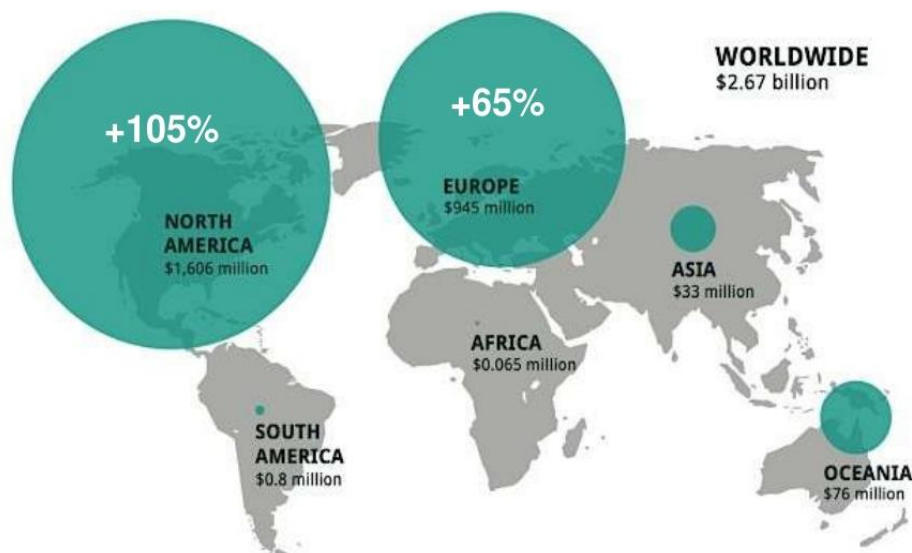 +105%
+65%
WORLDWIDE
$2.67 billion
EUROPE
$945 million
NORTH
AMERICA
$1,606 million
ASIA
$33 million
AFRICA
$0.065 million
SOUTH
AMERICA
$0.8 million
OCEANIA
$76 million